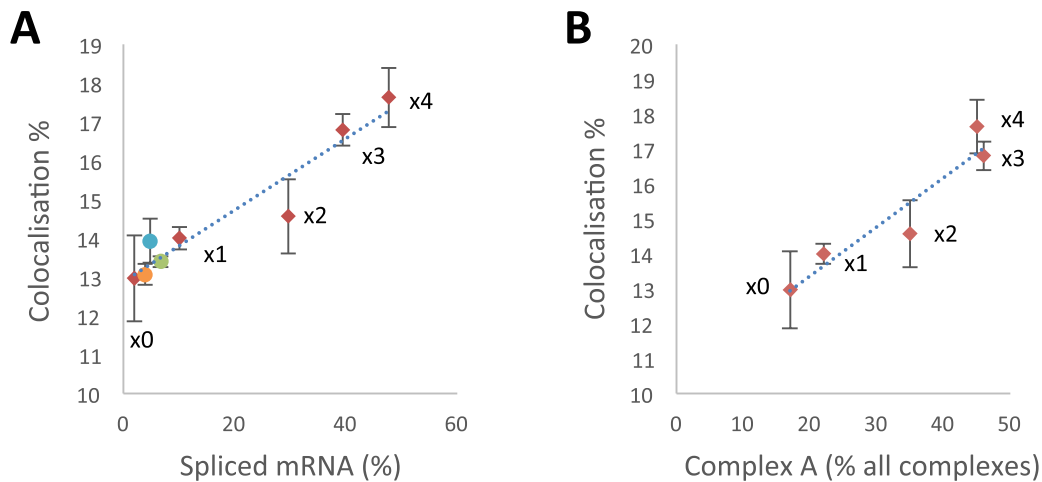 A
19
18
17
16
15
14
13
12
11
10
Colocalisation %
x4
x3
x2
x1
x0
0 20 40 60
Spliced mRNA (%)
B
20
19
18
17
16
15
14
13
12
11
10
Colocalisation %
x4
x3
x2
x1
x0
0 10 20 30 40 50
Complex A (% all complexes)